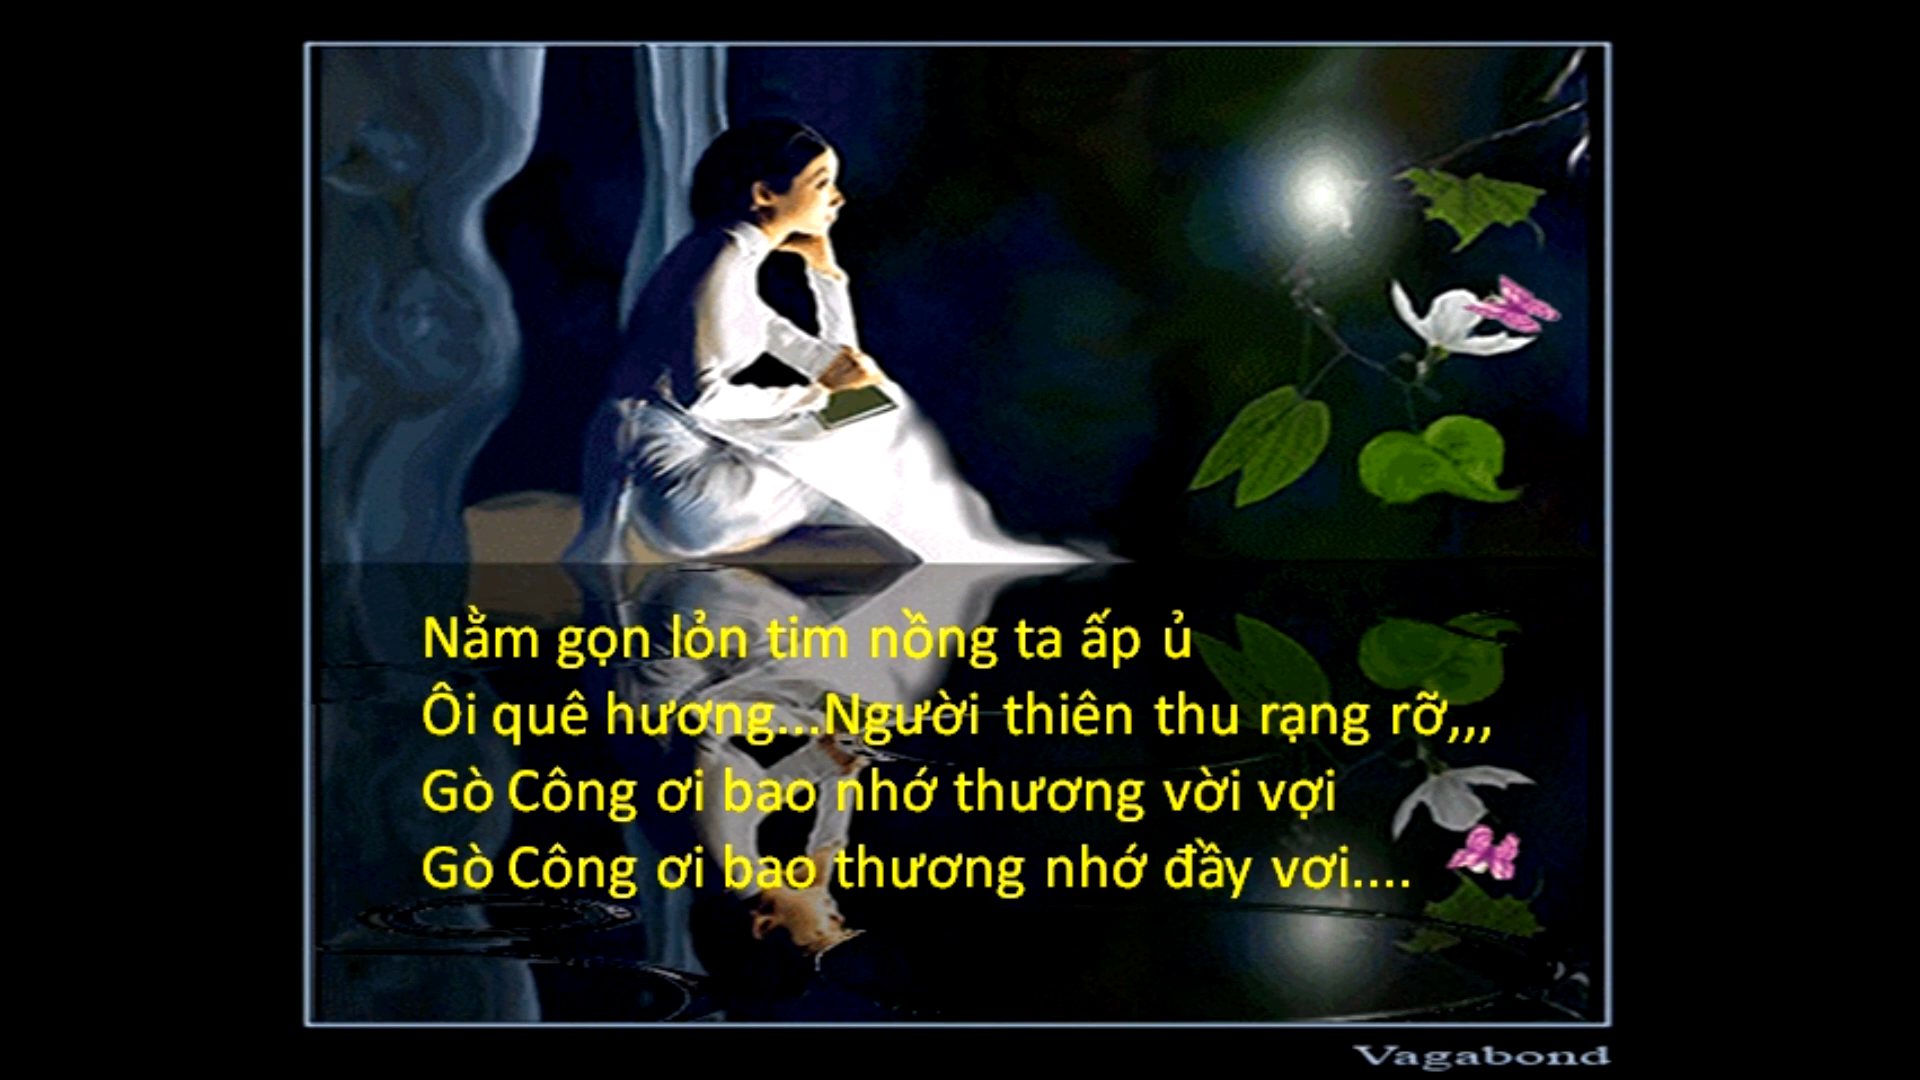 Nằm gọn lỏn tim nồng ta ấp ủ
Ôi quê hương...Người thiên thu rạng rỡ,,,
Gò Công ơi bao nhớ thương vời vợi
Gò Công ơi bao thương nhớ đầy vơi....
Vagabond